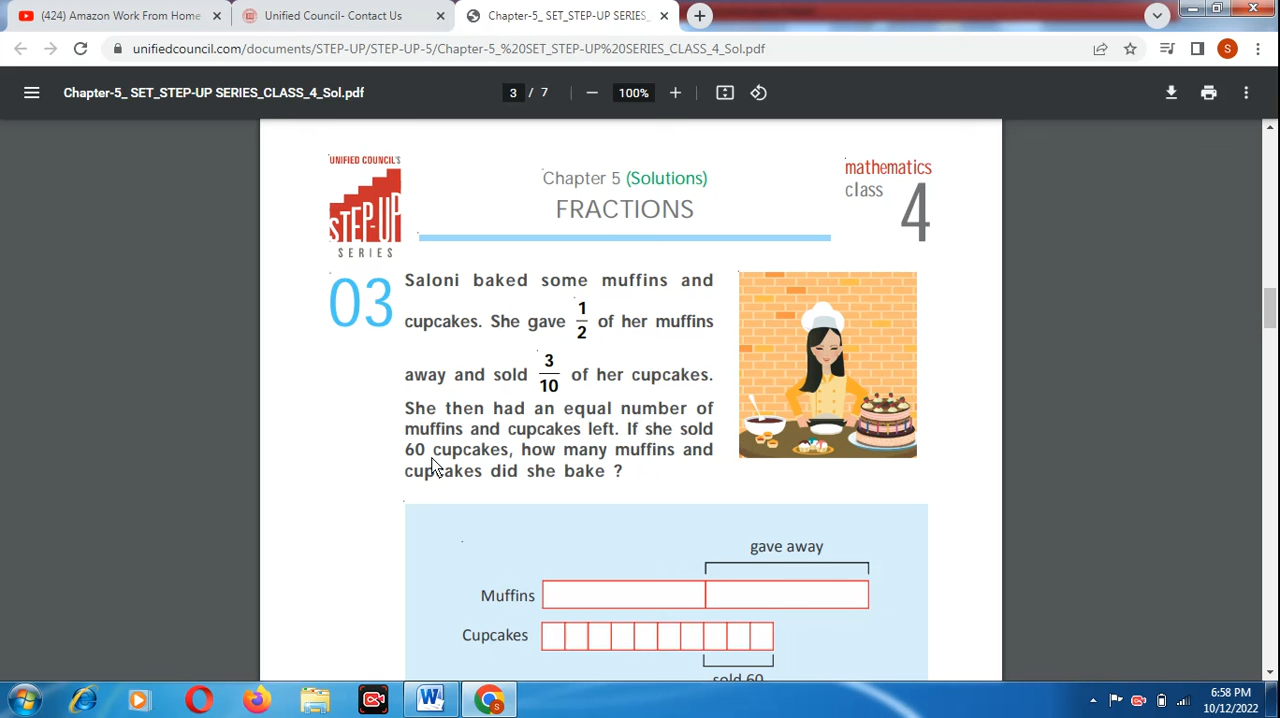 (424) Amazon Work From Home
Unified Council- Contact Us
Chapter-5_ SET_STEP-UP SERIES_
unifiedcouncil.com/documents/STEP-UP/STEP-UP-5/Chapter-5_%20SET_STEP-UP%20SERIES_CLASS_4_Sol.pdf
S
Chapter-5_ SET_STEP-UP SERIES_CLASS_4_Sol.pdf
3 / 7
100%
UNIFIED COUNCIL'S
STEP-UP
SERIES
Chapter 5 (Solutions)
FRACTIONS
mathematics
class
4
03
Saloni baked some muffins and
cupcakes. She gave 1/2 of her muffins
away and sold 3/10 of her cupcakes.
She then had an equal number of
muffins and cupcakes left. If she sold
60 cupcakes, how many muffins and
cupcakes did she bake ?
gave away
Muffins
Cupcakes
sold 60
W
S
6:58 PM
10/12/2022